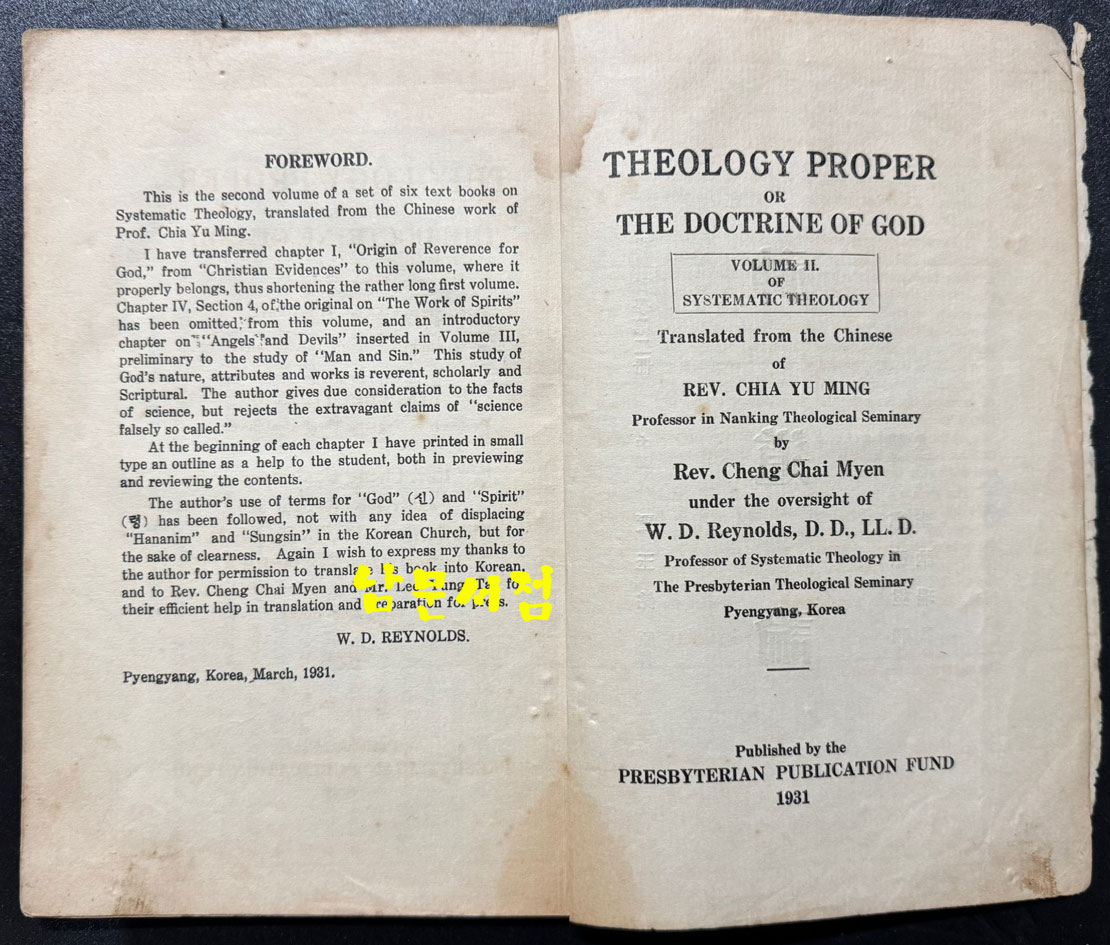 FOREWORD.
This is the second volume of a set of six text books on
Systematic Theology, translated from the Chinese work of
Prof. Chia Yu Ming.
I have transferred chapter I, "Origin of Reverence for
God," from "Christian Evidences" to this volume, where it
properly belongs, thus shortening the rather long first volume.
Chapter IV, Section 4, of the original on "The Work of Spirits"
has been omitted from this volume, and an introductory
chapter on "Angels and Devils" inserted in Volume III,
preliminary to the study of "Man and Sin." This study of
God's nature, attributes and works is reverent, scholarly and
Scriptural. The author gives due consideration to the facts
of science, but rejects the extravagant claims of "science
falsely so called."
At the beginning of each chapter I have printed in small
type an outline as a help to the student, both in previewing
and reviewing the contents.
The author's use of terms for "God" (신) and "Spirit"
(령) has been followed, not with any idea of displacing
"Hananim" and "Sungsin" in the Korean Church, but for
the sake of clearness. Again I wish to express my thanks to
the author for permission to translate his book into Korean,
and to Rev. Cheng Chai Myen and Mr. for
their efficient help in translation and preparation for press.
W. D. REYNOLDS.
Pyengyang, Korea, March, 1931.
남문서점
THEOLOGY PROPER
OR
THE DOCTRINE OF GOD
VOLUME II.
OF
SYSTEMATIC THEOLOGY
Translated from the Chinese
of
REV. CHIA YU MING
Professor in Nanking Theological Seminary
by
Rev. Cheng Chai Myen
under the oversight of
W. D. Reynolds, D. D., LL. D.
Professor of Systematic Theology in
The Presbyterian Theological Seminary
Pyengyang, Korea
Published by the
PRESBYTERIAN PUBLICATION FUND
1931